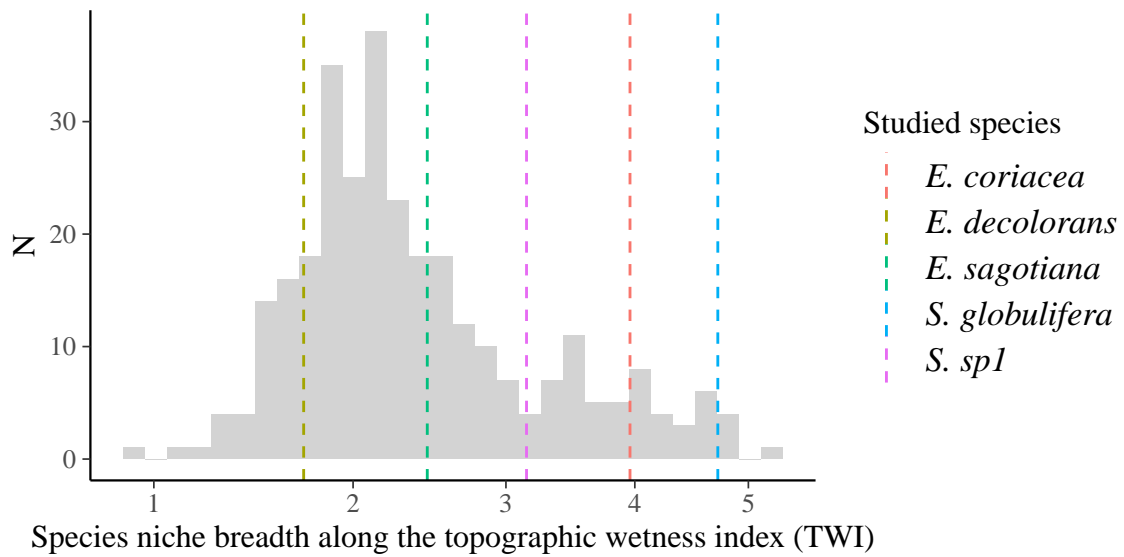 30
20
10
0
N
1 2 3 4 5
Species niche breadth along the topographic wetness index (TWI)
Studied species
E. coriacea
E. decolorans
E. sagotiana
S. globulifera
S. sp1